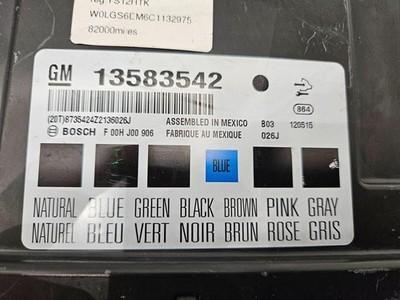 W0LGS6EM6C1132975
82000miles
GM 13583542
864
(20T)8735424Z2136026J ASSEMBLED IN MEXICO B03 120515
BOSCH F 00H J00 906 FABRIQUE AU MEXIQUE 026J
BLUE
NATURAL BLUE GREEN BLACK BROWN PINK GRAY
NATUREL BLEU VERT NOIR BRUN ROSE GRIS